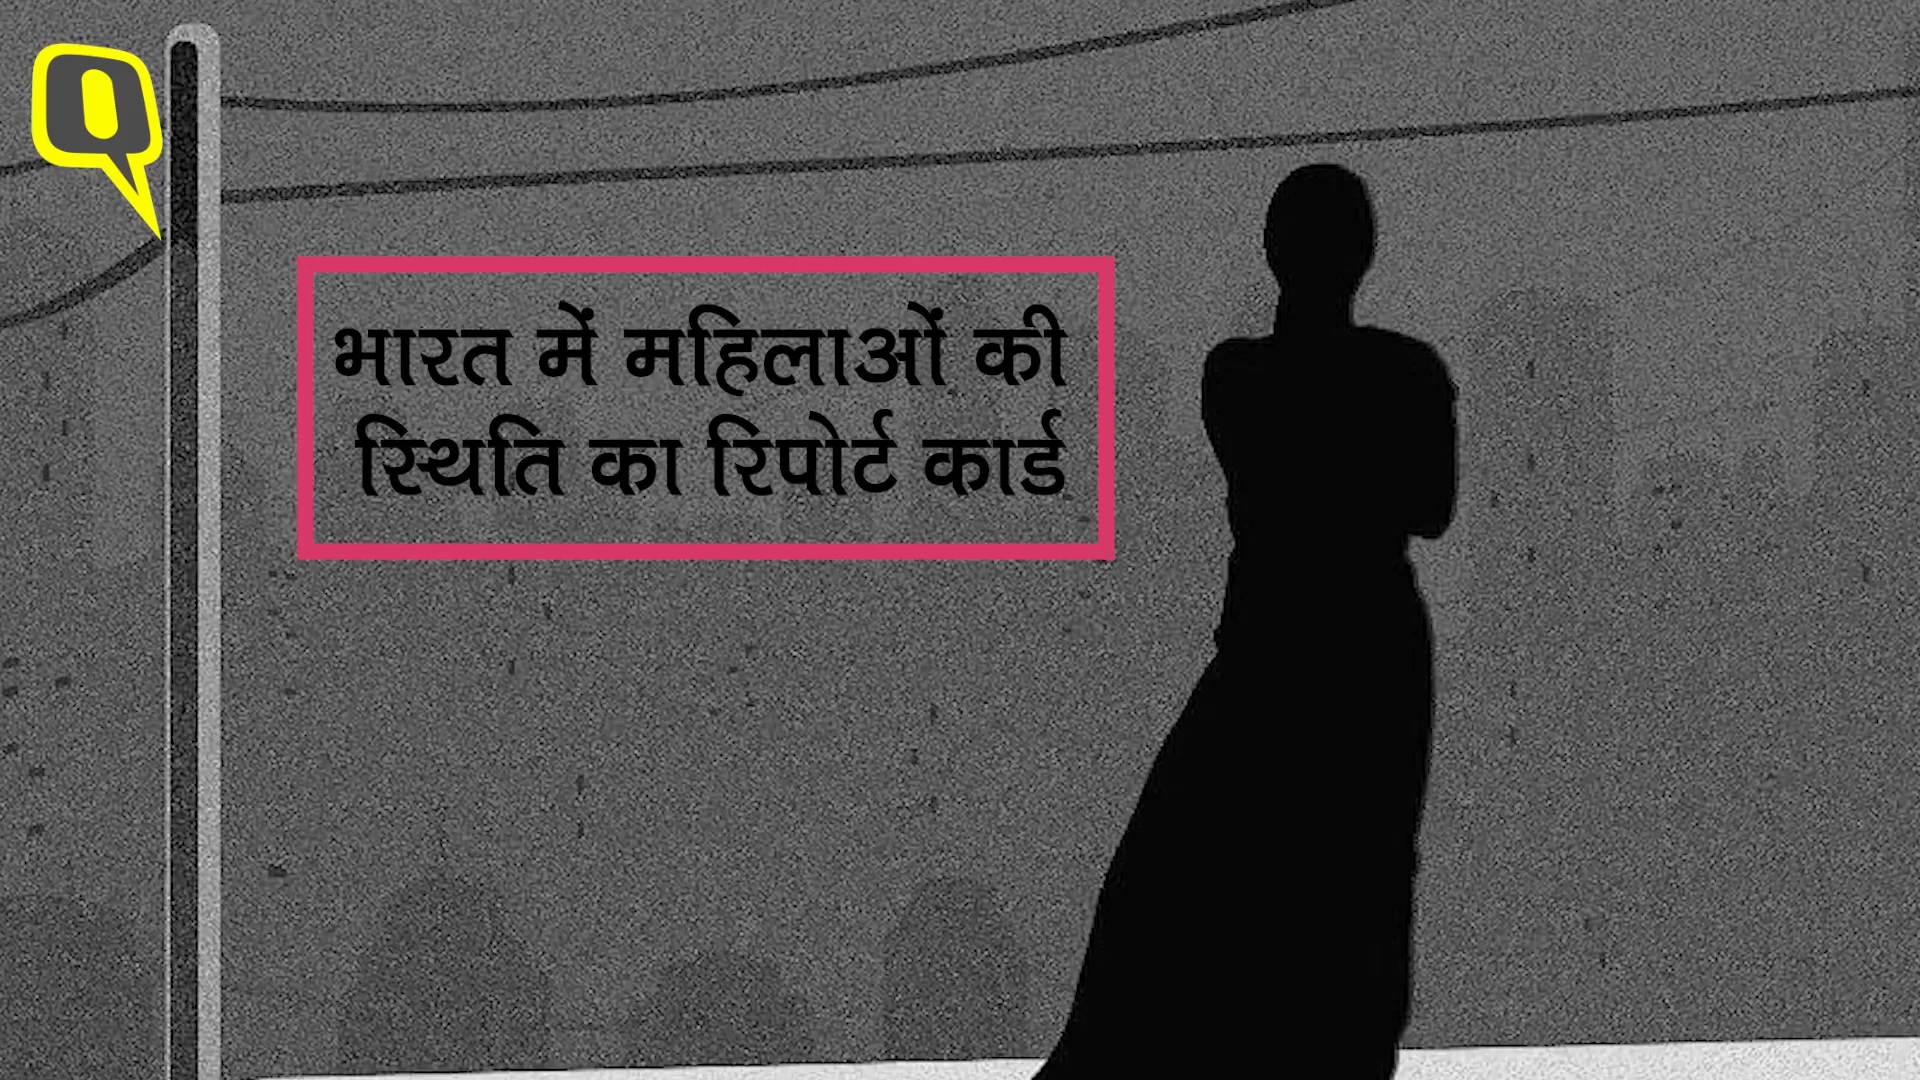 Q
भारत में महिलाओं की
स्थिति का रिपोर्ट कार्ड